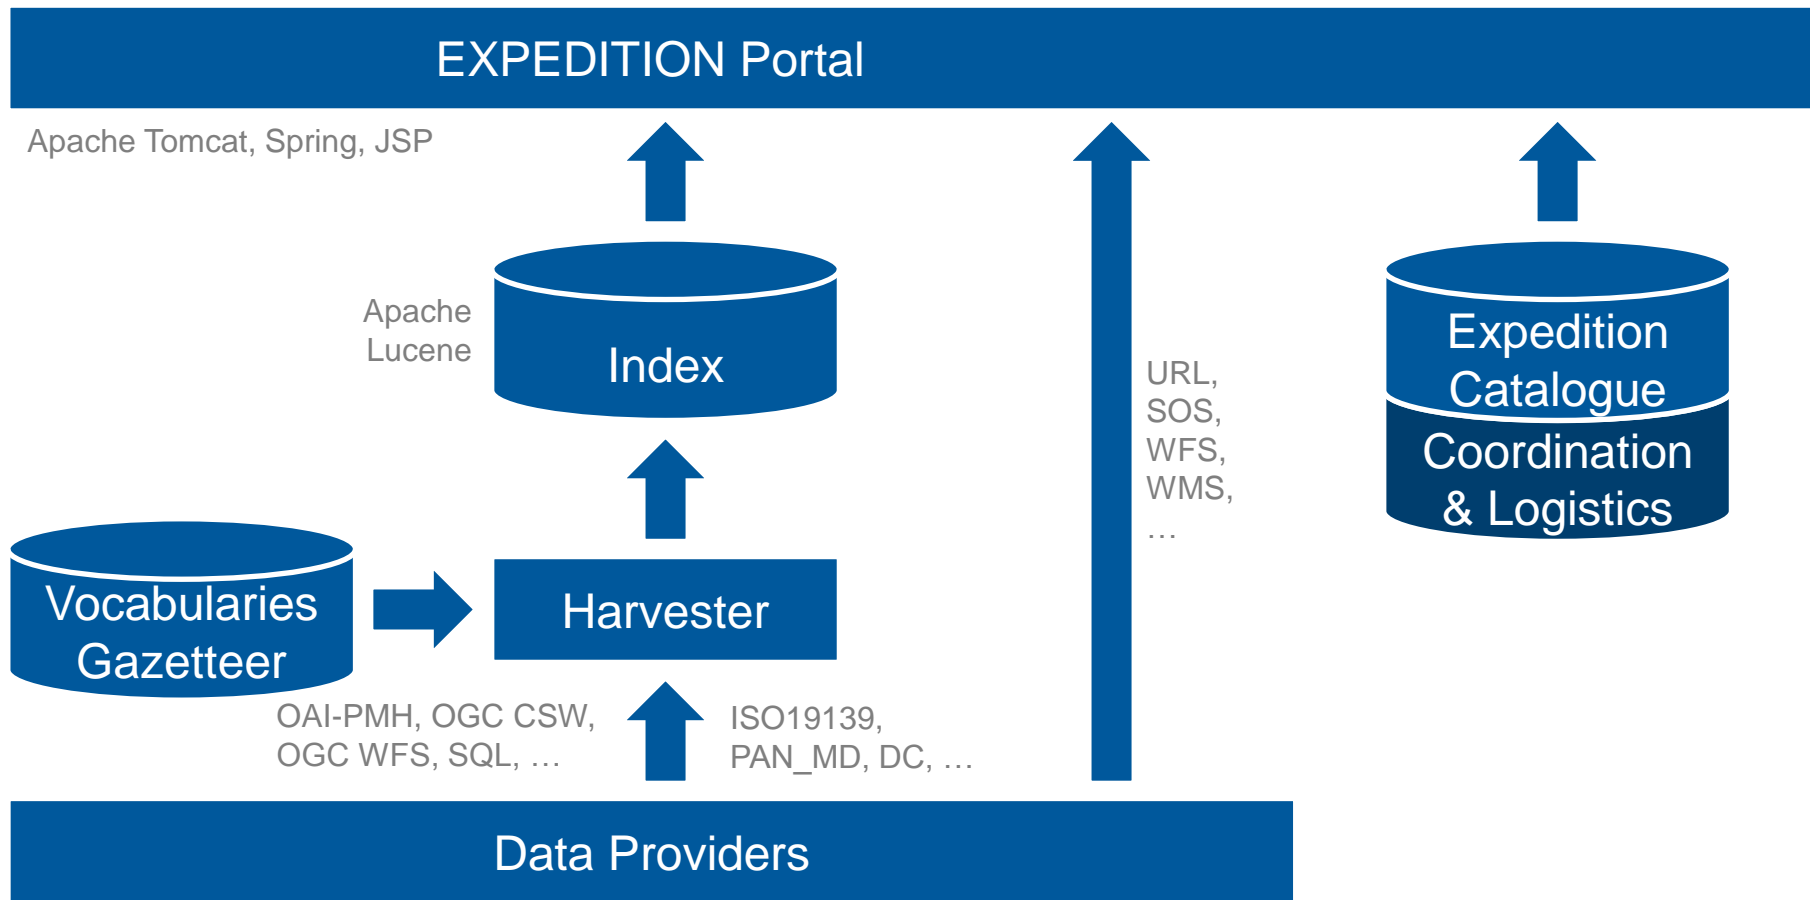 EXPEDITION Portal
Apache Tomcat, Spring, JSP
Apache
Lucene
Index
URL,
SOS,
WFS,
WMS,
…
Expedition
Catalogue
Coordination
& Logistics
Vocabularies
Gazetteer
Harvester
OAI-PMH, OGC CSW,
OGC WFS, SQL, …
ISO19139,
PAN_MD, DC, …
Data Providers